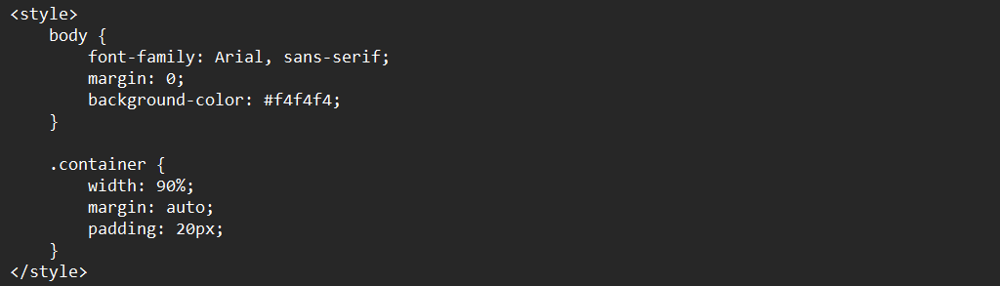 <style>
    body {
        font-family: Arial, sans-serif;
        margin: 0;
        background-color: #f4f4f4;
    }

    .container {
        width: 90%;
        margin: auto;
        padding: 20px;
    }
</style>